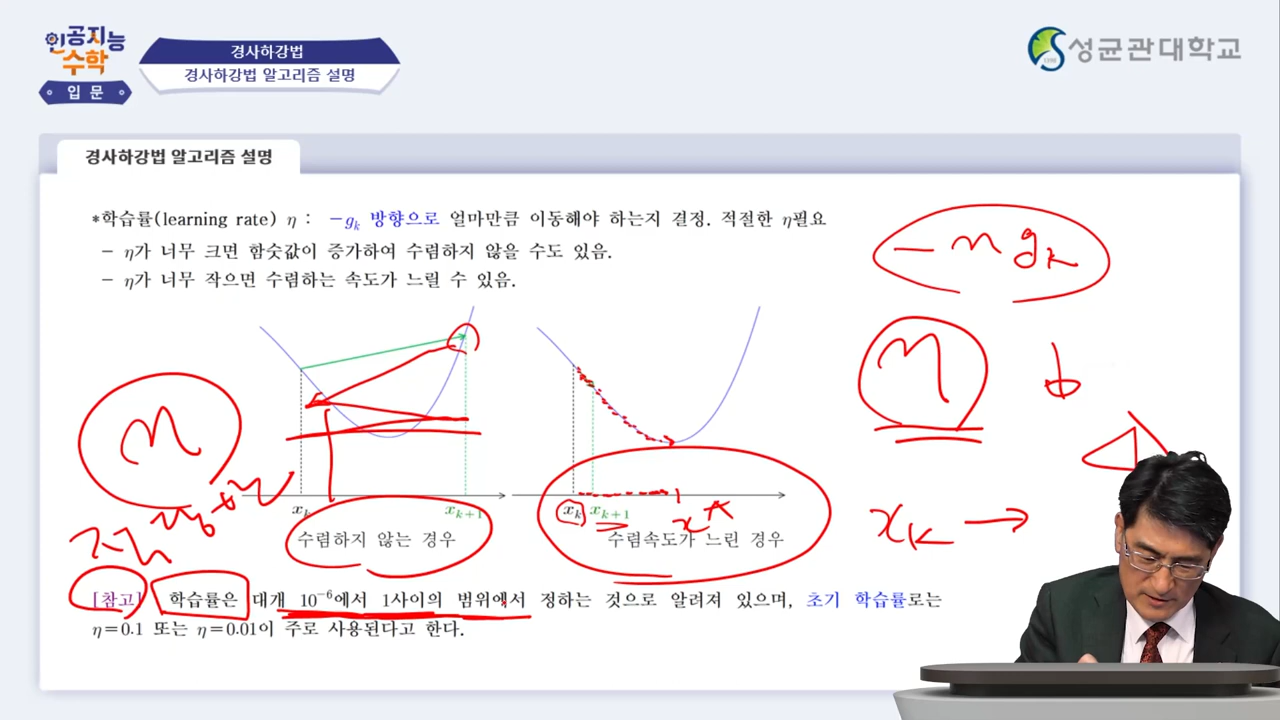 인공지능
수학
입문
경사하강법
경사하강법 알고리즘 설명
성균관대학교
경사하강법 알고리즘 설명
*학습률(learning rate) η : −gₖ 방향으로 얼마만큼 이동해야 하는지 결정. 적절한 η필요
− η가 너무 크면 함숫값이 증가하여 수렴하지 않을 수도 있음.
− η가 너무 작으면 수렴하는 속도가 느릴 수 있음.
− η gₖ
η
η
xₖ →
xₖ xₖ₊₁
xₖ xₖ₊₁ x*
수렴하지 않는 경우
수렴속도가 느린 경우
[참고] 학습률은 대개 10⁻⁶에서 1사이의 범위에서 정하는 것으로 알려져 있으며, 초기 학습률로는
η=0.1 또는 η=0.01이 주로 사용된다고 한다.